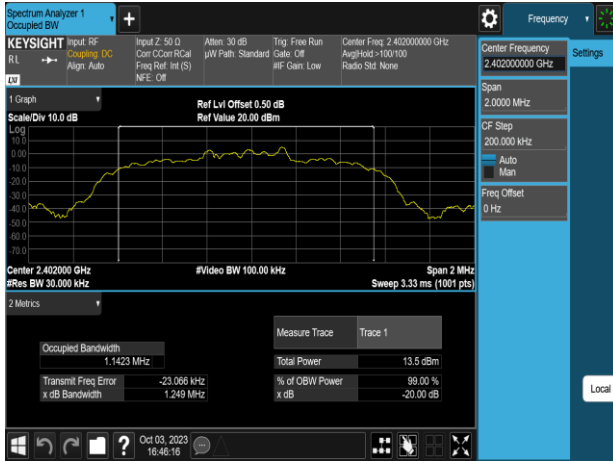 Spectrum Analyzer 1
Occupied BW
+
Frequency
KEYSIGHT
RL
LXI
Input: RF
Coupling: DC
Align: Auto
Input Z: 50 Ω
Corr CCorr RCal
Freq Ref: Int (S)
NFE: Off
Atten: 30 dB
µW Path: Standard
Trig: Free Run
Gate: Off
#IF Gain: Low
Center Freq: 2.402000000 GHz
Avg|Hold:>100/100
Radio Std: None
1 Graph
Scale/Div 10.0 dB
Ref Lvl Offset 0.50 dB
Ref Value 20.00 dBm
Log
10.0
0.00
-10.0
-20.0
-30.0
-40.0
-50.0
-60.0
-70.0
Center 2.402000 GHz
#Res BW 30.000 kHz
#Video BW 100.00 kHz
Span 2 MHz
Sweep 3.33 ms (1001 pts)
2 Metrics
Measure Trace
Trace 1
Occupied Bandwidth
1.1423 MHz
Total Power
13.5 dBm
Transmit Freq Error
-23.066 kHz
% of OBW Power
99.00 %
x dB Bandwidth
1.249 MHz
x dB
-20.00 dB
Center Frequency
2.402000000 GHz
Settings
Span
2.0000 MHz
CF Step
200.000 kHz
Auto
Man
Freq Offset
0 Hz
Local
?
Oct 03, 2023
16:46:16